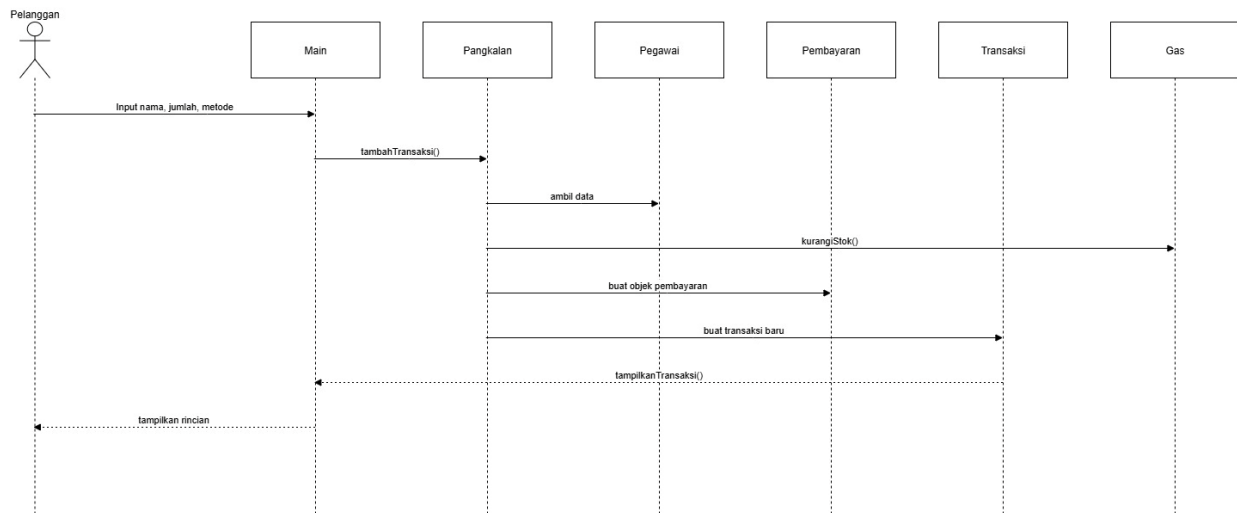 Pelanggan
Main
Pangkalan
Pegawai
Pembayaran
Transaksi
Gas
Input nama, jumlah, metode
tambahTransaksi()
ambil data
kurangiStok()
buat objek pembayaran
buat transaksi baru
tampilkanTransaksi()
tampilkan rincian